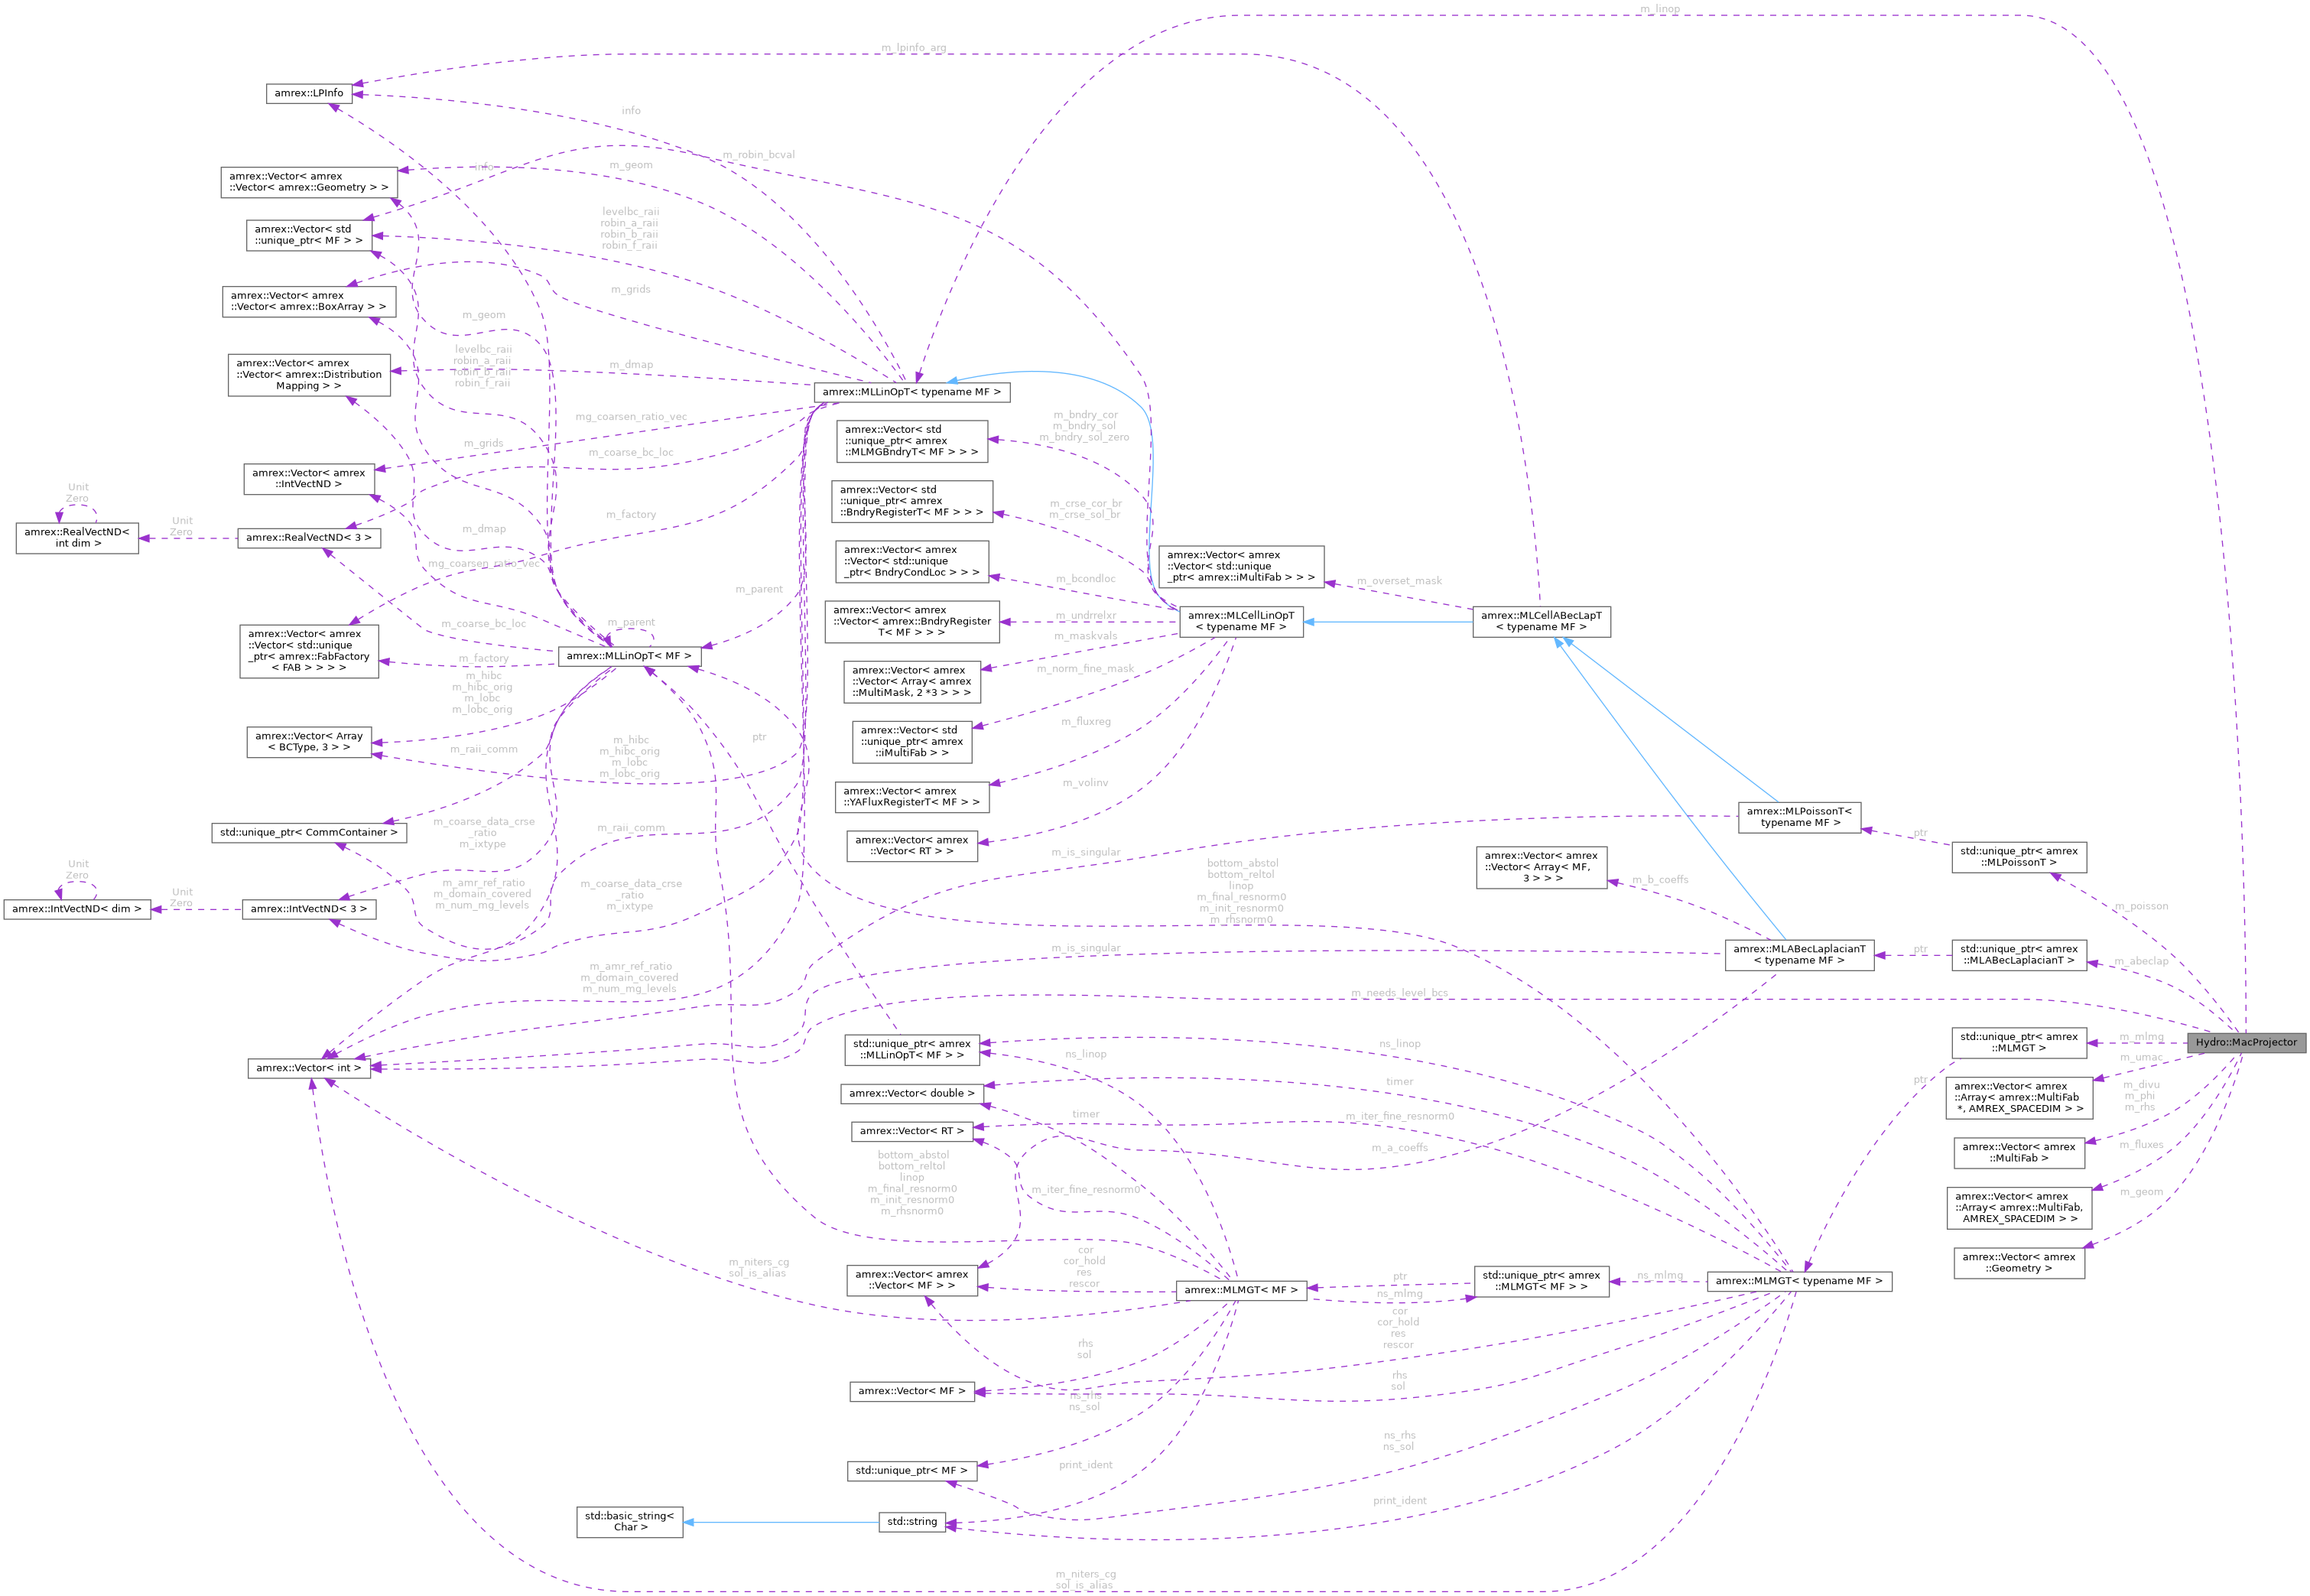 m_linop
m_lpinfo_arg
amrex::LPInfo
info
m_robin_bcval
info
m_geom
amrex::Vector< amrex
::Vector< amrex::Geometry > >
levelbc_raii
robin_a_raii
robin_b_raii
robin_f_raii
amrex::Vector< std
::unique_ptr< MF > >
m_grids
amrex::Vector< amrex
::Vector< amrex::BoxArray > >
m_geom
levelbc_raii
robin_a_raii
robin_b_raii
robin_f_raii
amrex::Vector< amrex
::Vector< amrex::Distribution
Mapping > >
m_dmap
amrex::MLLinOpT< typename MF >
mg_coarsen_ratio_vec
m_bndry_cor
m_bndry_sol
m_bndry_sol_zero
amrex::Vector< std
::unique_ptr< amrex
::MLMGBndryT< MF > > >
m_grids
m_coarse_bc_loc
amrex::Vector< amrex
::IntVectND >
Unit
Zero
amrex::RealVectND<
int dim >
Unit
Zero
amrex::RealVectND< 3 >
m_dmap
m_factory
amrex::Vector< std
::unique_ptr< amrex
::BndryRegisterT< MF > > >
m_crse_cor_br
m_crse_sol_br
mg_coarsen_ratio_vec
amrex::Vector< amrex
::Vector< std::unique
_ptr< BndryCondLoc > > >
m_bcondloc
amrex::Vector< amrex
::Vector< std::unique
_ptr< amrex::iMultiFab > > >
m_overset_mask
m_parent
amrex::Vector< amrex
::Vector< amrex::BndryRegister
T< MF > > >
m_undrrelxr
amrex::MLCellLinOpT
< typename MF >
amrex::MLCellABecLapT
< typename MF >
m_coarse_bc_loc
m_parent
amrex::Vector< amrex
::Vector< std::unique
_ptr< amrex::FabFactory
< FAB > > > >
m_factory
amrex::MLLinOpT< MF >
m_maskvals
amrex::Vector< amrex
::Vector< Array< amrex
::MultiMask, 2 *3 > > >
m_norm_fine_mask
m_hibc
m_hibc_orig
m_lobc
m_lobc_orig
amrex::Vector< Array
< BCType, 3 > >
m_raii_comm
m_hibc
m_hibc_orig
m_lobc
m_lobc_orig
ptr
amrex::Vector< std
::unique_ptr< amrex
::iMultiFab > >
m_fluxreg
amrex::Vector< amrex
::YAFluxRegisterT< MF > >
m_volinv
amrex::MLPoissonT<
typename MF >
std::unique_ptr< CommContainer >
m_coarse_data_crse
_ratio
m_ixtype
m_raii_comm
amrex::Vector< amrex
::Vector< RT > >
m_is_singular
ptr
std::unique_ptr< amrex
::MLPoissonT >
Unit
Zero
amrex::IntVectND< dim >
Unit
Zero
amrex::IntVectND< 3 >
m_amr_ref_ratio
m_domain_covered
m_num_mg_levels
m_coarse_data_crse
_ratio
m_ixtype
bottom_abstol
bottom_reltol
linop
m_final_resnorm0
m_init_resnorm0
m_rhsnorm0
amrex::Vector< amrex
::Vector< Array< MF,
3 > > >
m_b_coeffs
m_poisson
m_is_singular
amrex::MLABecLaplacianT
< typename MF >
ptr
std::unique_ptr< amrex
::MLABecLaplacianT >
m_abeclap
m_amr_ref_ratio
m_domain_covered
m_num_mg_levels
m_needs_level_bcs
amrex::Vector< int >
std::unique_ptr< amrex
::MLLinOpT< MF > >
ns_linop
ns_linop
std::unique_ptr< amrex
::MLMGT >
m_mlmg
Hydro::MacProjector
amrex::Vector< double >
timer
ptr
m_umac
amrex::Vector< amrex
::Array< amrex::MultiFab
*, AMREX_SPACEDIM > >
timer
amrex::Vector< RT >
m_iter_fine_resnorm0
m_divu
m_phi
m_rhs
m_a_coeffs
amrex::Vector< amrex
::MultiFab >
m_fluxes
bottom_abstol
bottom_reltol
linop
m_final_resnorm0
m_init_resnorm0
m_rhsnorm0
m_iter_fine_resnorm0
m_geom
amrex::Vector< amrex
::Array< amrex::MultiFab,
AMREX_SPACEDIM > >
m_niters_cg
sol_is_alias
cor
cor_hold
res
rescor
amrex::Vector< amrex
::Vector< MF > >
amrex::MLMGT< MF >
ptr
ns_mlmg
std::unique_ptr< amrex
::MLMGT< MF > >
ns_mlmg
amrex::MLMGT< typename MF >
amrex::Vector< amrex
::Geometry >
cor
cor_hold
res
rescor
rhs
sol
amrex::Vector< MF >
rhs
sol
ns_rhs
ns_sol
std::unique_ptr< MF >
print_ident
ns_rhs
ns_sol
std::basic_string<
Char >
std::string
print_ident
m_niters_cg
sol_is_alias